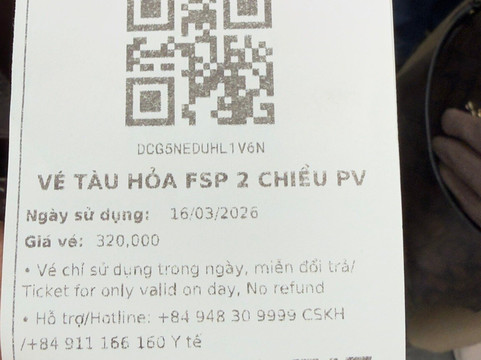 DCG5NEDUHL1V6N
VÉ TÀU HỎA FSP 2 CHIỀU PV
Ngày sử dụng: 16/03/2026
Giá vé: 320,000
• Vé chỉ sử dụng trong ngày, miễn đổi trả/
Ticket for only valid on day, No refund
• Hỗ trợ/Hotline: +84 948 30 9999 CSKH
/+84 911 166 160 Y tế